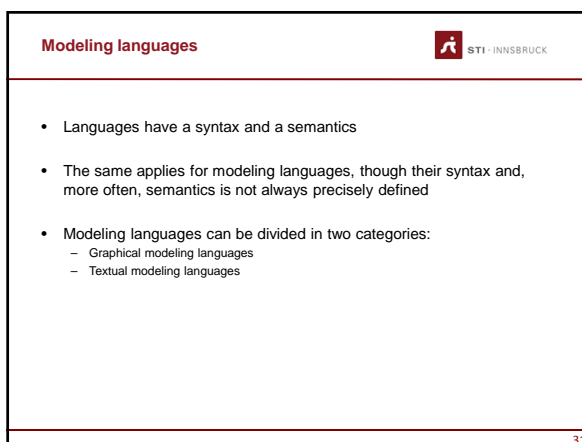 Modeling languages
STI · INNSBRUCK
• Languages have a syntax and a semantics
• The same applies for modeling languages, though their syntax and,
more often, semantics is not always precisely defined
• Modeling languages can be divided in two categories:
– Graphical modeling languages
– Textual modeling languages